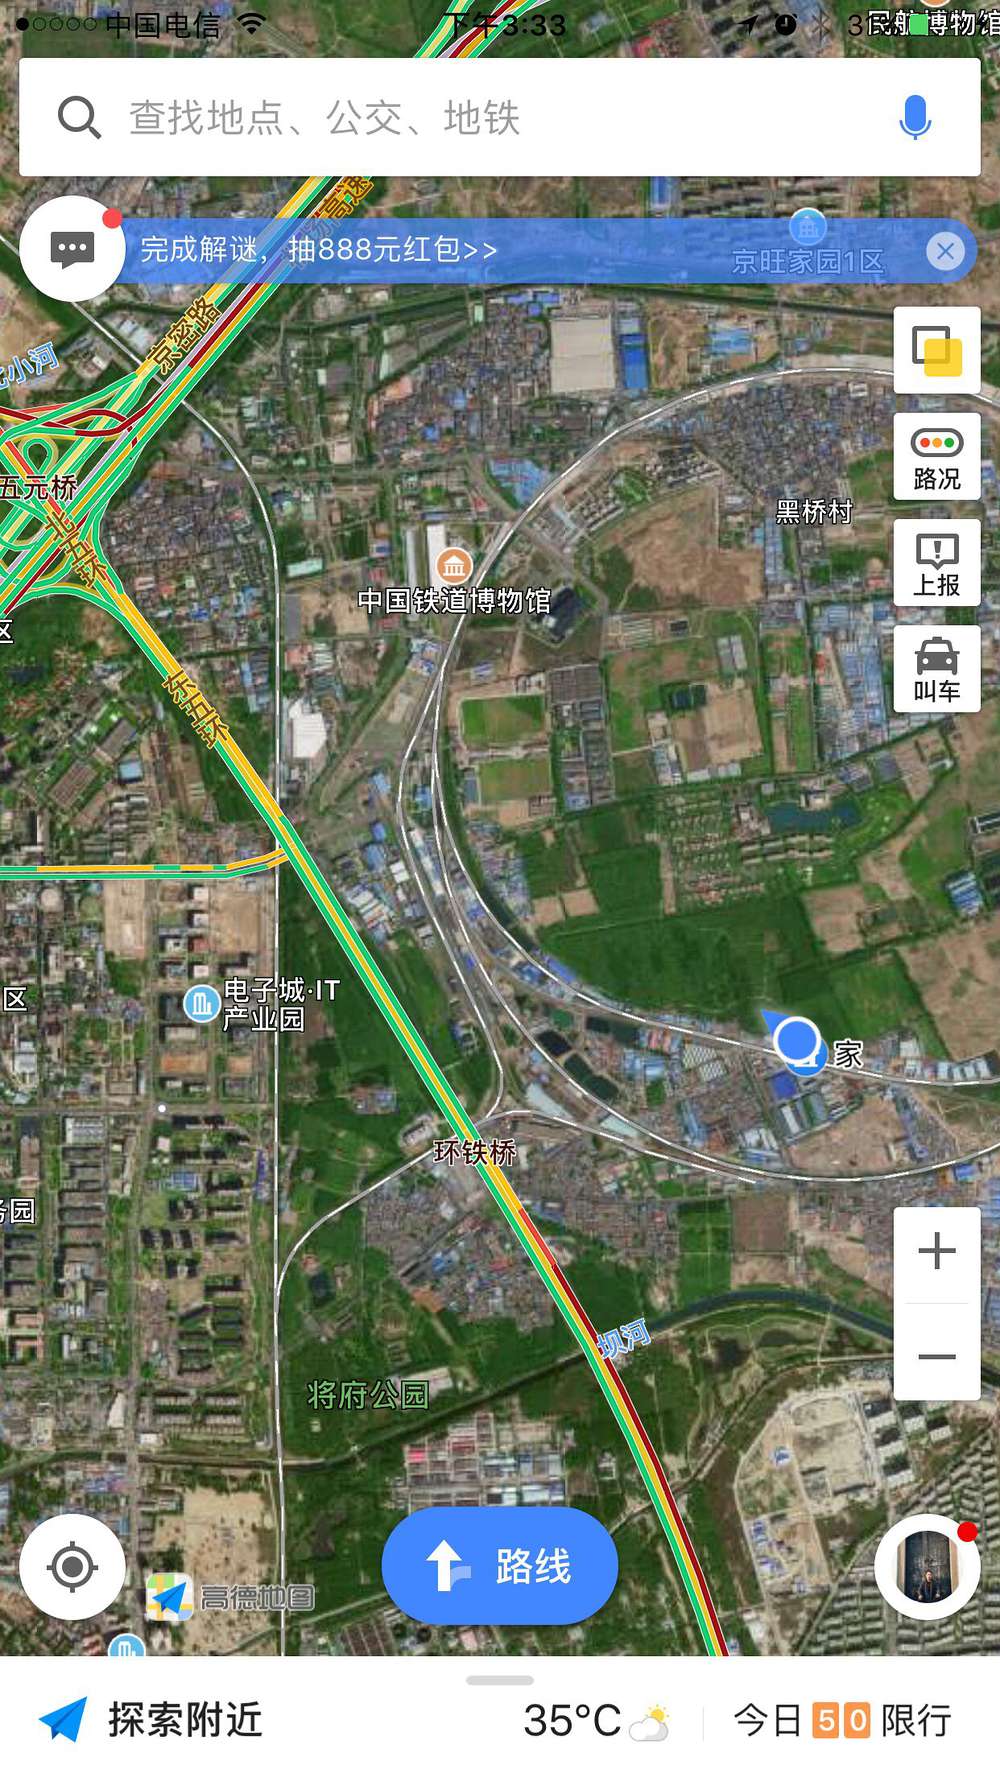 中国电信
下午3:33
民航博物馆
查找地点、公交、地铁
完成解谜，抽888元红包>>
京旺家园1区
京密路
北小河
五元桥
北五环
路况
黑桥村
上报
中国铁道博物馆
区
叫车
东五环
电子城·IT
产业园
区
家
环铁桥
坝河
将府公园
路线
高德地图
探索附近
35°C
今日50限行